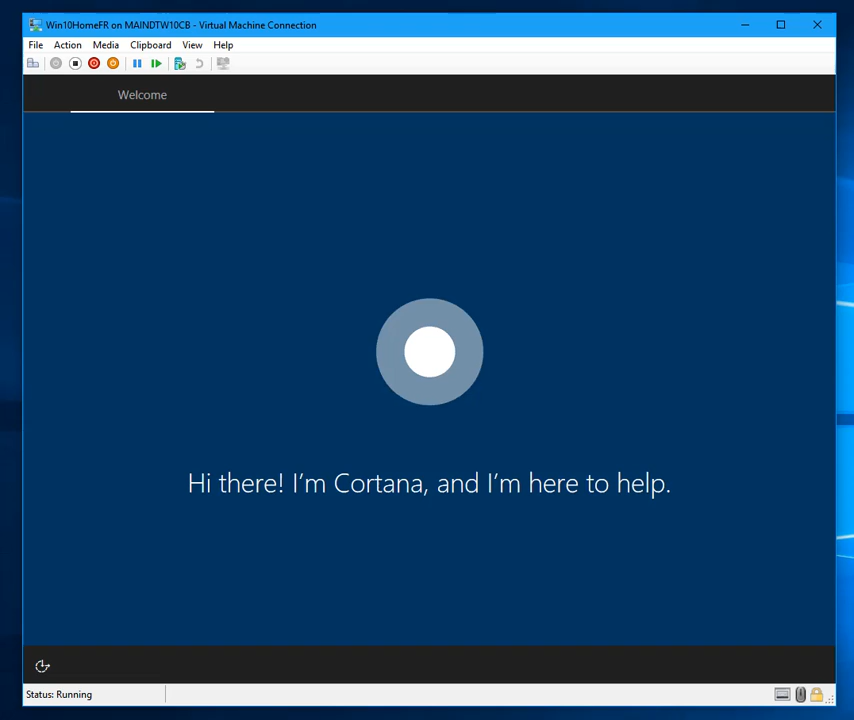 Win10HomeFR on MAINDTW10CB - Virtual Machine Connection
File Action Media Clipboard View Help
Welcome
Hi there! I’m Cortana, and I’m here to help.
Status: Running